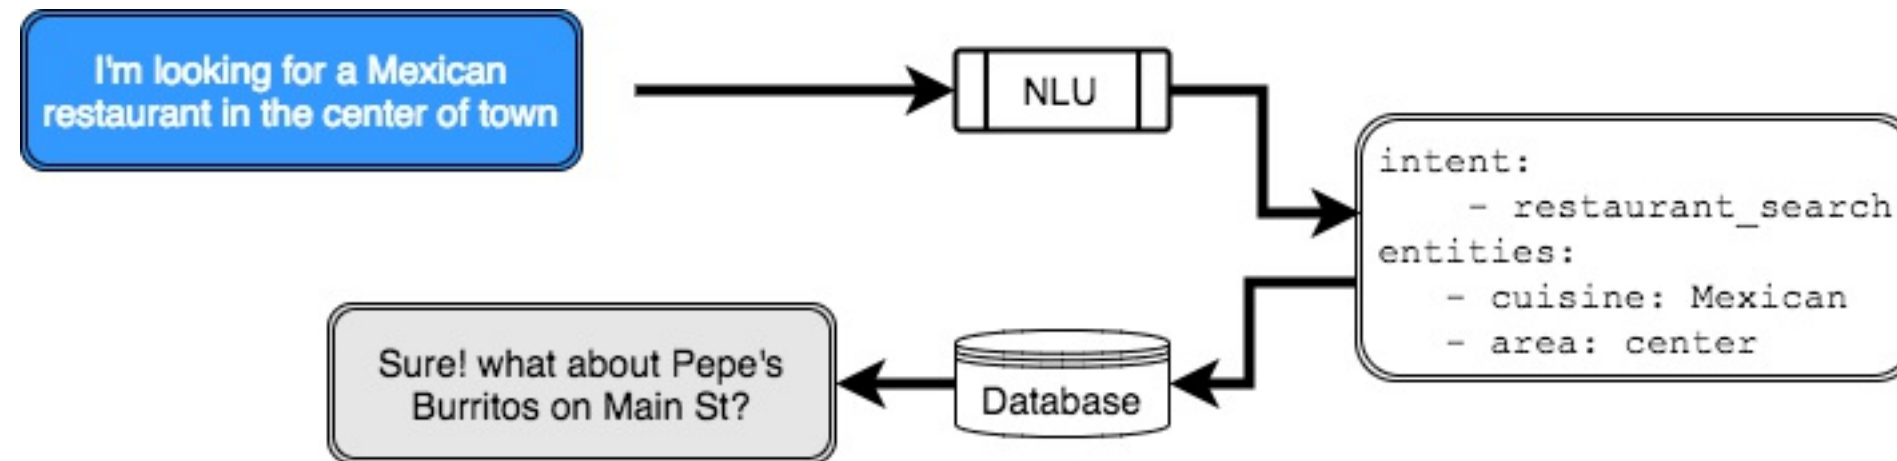 I'm looking for a Mexican
restaurant in the center of town
NLU
intent:
- restaurant_search
entities:
- cuisine: Mexican
- area: center
Database
Sure! what about Pepe's
Burritos on Main St?